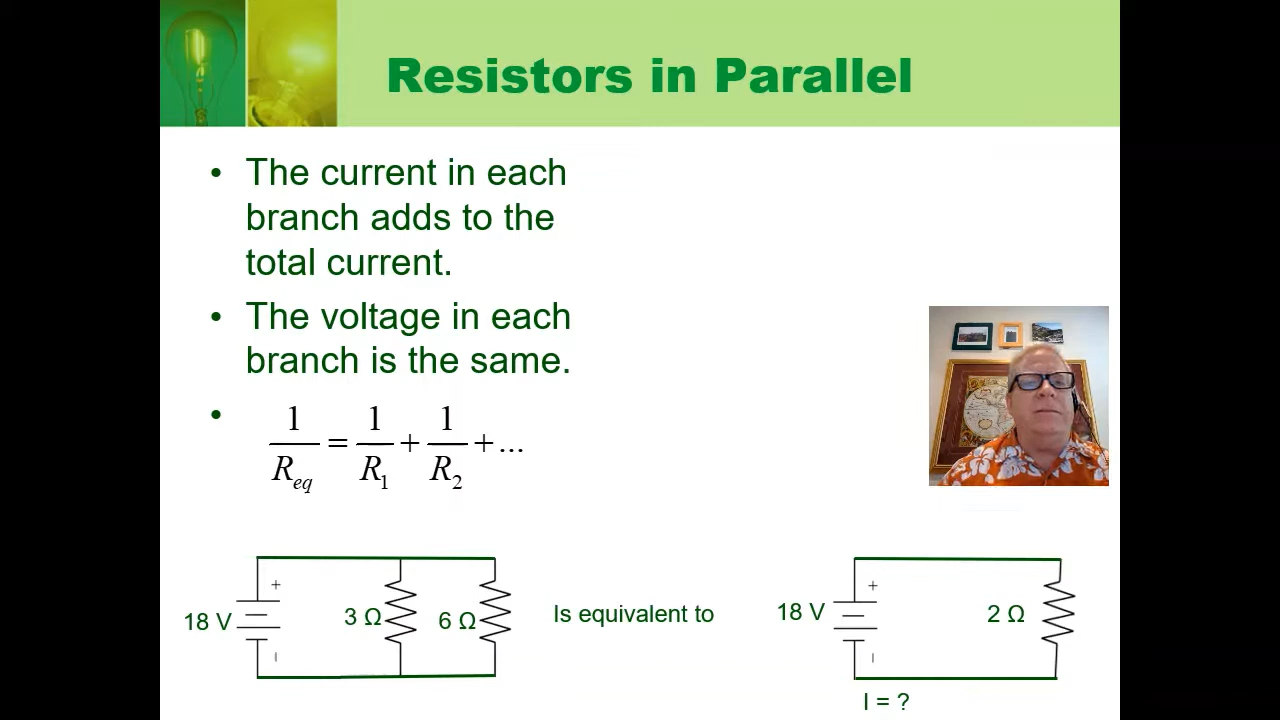 Resistors in Parallel
• The current in each
branch adds to the
total current.
• The voltage in each
branch is the same.
• 1/R_eq = 1/R_1 + 1/R_2 + ...
18 V + 3 Ω 6 Ω
Is equivalent to
18 V + 2 Ω
I = ?